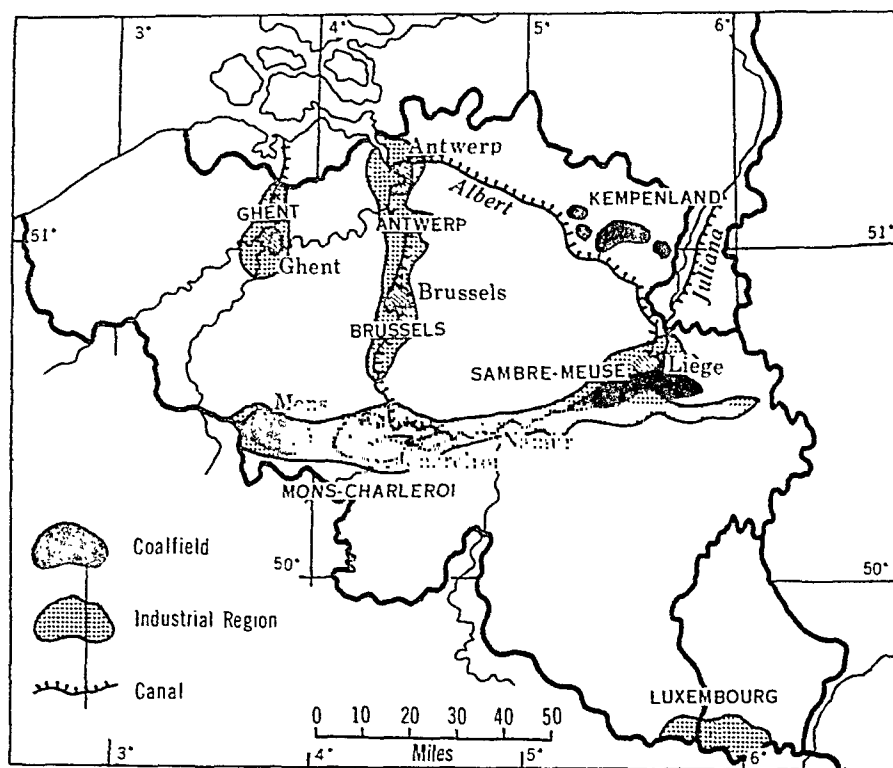 3°
4°
5°
6°
Antwerp
Albert
KEMPENLAND
GHENT
ANTWERP
51°
51°
Juliana
Ghent
Brussels
BRUSSELS
SAMBRE-MEUSE
Liège
Mons
Namur
Charleroi
MONS-CHARLEROI
Coalfield
50°
50°
Industrial Region
Canal
LUXEMBOURG
0 10 20 30 40 50
Miles
3°
4°
5°
6°